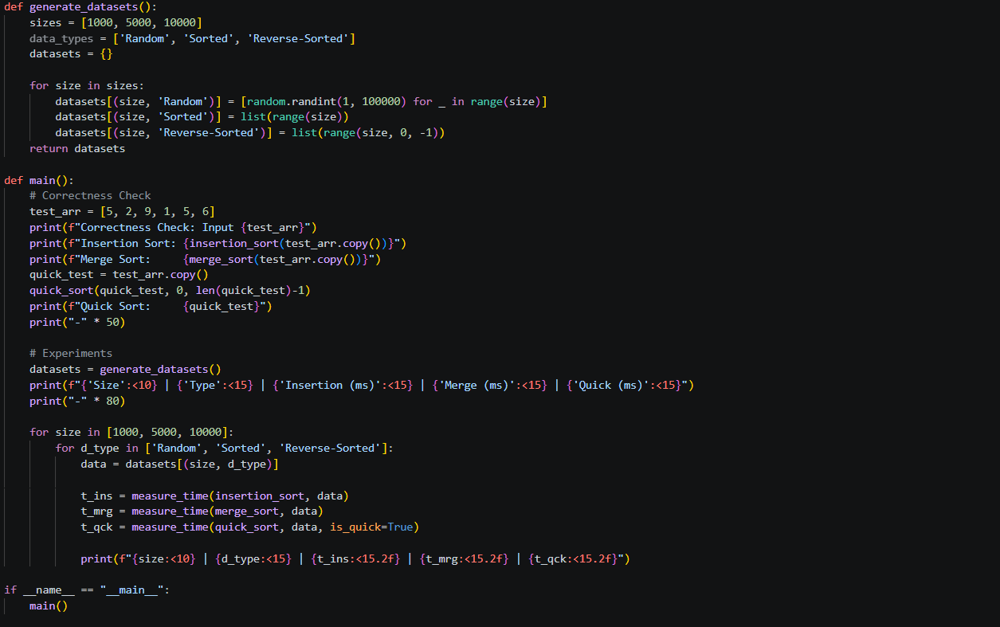 def generate_datasets():
    sizes = [1000, 5000, 10000]
    data_types = ['Random', 'Sorted', 'Reverse-Sorted']
    datasets = {}

    for size in sizes:
        datasets[(size, 'Random')] = [random.randint(1, 100000) for _ in range(size)]
        datasets[(size, 'Sorted')] = list(range(size))
        datasets[(size, 'Reverse-Sorted')] = list(range(size, 0, -1))
    return datasets

def main():
    # Correctness Check
    test_arr = [5, 2, 9, 1, 5, 6]
    print(f"Correctness Check: Input {test_arr}")
    print(f"Insertion Sort: {insertion_sort(test_arr.copy())}")
    print(f"Merge Sort:     {merge_sort(test_arr.copy())}")
    quick_test = test_arr.copy()
    quick_sort(quick_test, 0, len(quick_test)-1)
    print(f"Quick Sort:     {quick_test}")
    print("-" * 50)

    # Experiments
    datasets = generate_datasets()
    print(f"{'Size':<10} | {'Type':<15} | {'Insertion (ms)':<15} | {'Merge (ms)':<15} | {'Quick (ms)':<15}")
    print("-" * 80)

    for size in [1000, 5000, 10000]:
        for d_type in ['Random', 'Sorted', 'Reverse-Sorted']:
            data = datasets[(size, d_type)]

            t_ins = measure_time(insertion_sort, data)
            t_mrg = measure_time(merge_sort, data)
            t_qck = measure_time(quick_sort, data, is_quick=True)

            print(f"{size:<10} | {d_type:<15} | {t_ins:<15.2f} | {t_mrg:<15.2f} | {t_qck:<15.2f}")

if __name__ == "__main__":
    main()